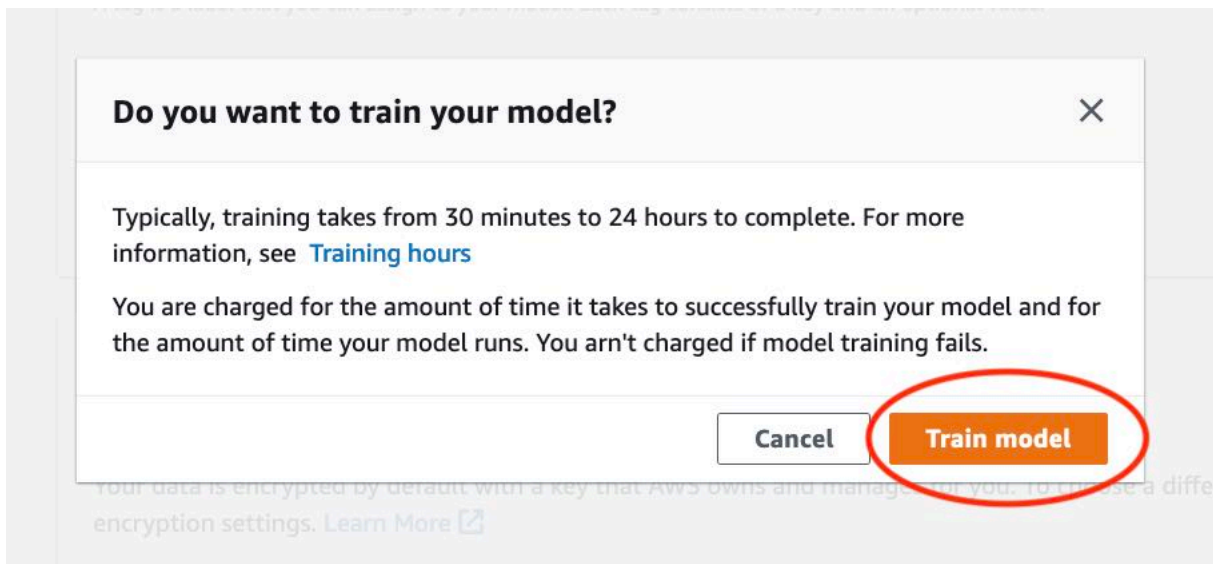 Do you want to train your model?
Typically, training takes from 30 minutes to 24 hours to complete. For more
information, see Training hours
You are charged for the amount of time it takes to successfully train your model and for
the amount of time your model runs. You arn't charged if model training fails.
Cancel Train model
Your data is encrypted by default with a key that AWS owns and manages for you. To choose a diffe
encryption settings. Learn More